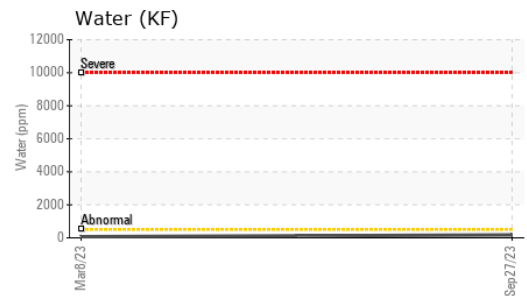 Water (KF)
12000
Severe
10000
8000
6000
4000
2000
Abnormal
0
Water (ppm)
Mar8/23
Sep27/23